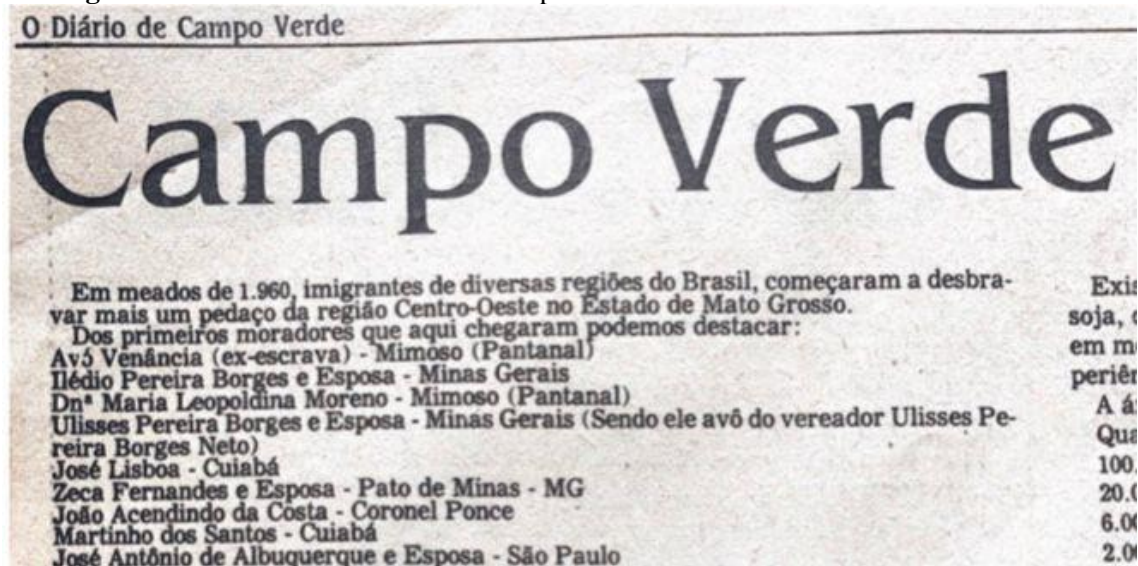 O Diário de Campo Verde
Campo Verde
Em meados de 1.960, imigrantes de diversas regiões do Brasil, começaram a desbra-
var mais um pedaço da região Centro-Oeste no Estado de Mato Grosso.
Dos primeiros moradores que aqui chegaram podemos destacar:
Avó Venância (ex-escrava) - Mimoso (Pantanal)
Ilédio Pereira Borges e Esposa - Minas Gerais
Dnª Maria Leopoldina Moreno - Mimoso (Pantanal)
Ulisses Pereira Borges e Esposa - Minas Gerais (Sendo ele avô do vereador Ulisses Pe-
reira Borges Neto)
José Lisboa - Cuiabá
Zeca Fernandes e Esposa - Pato de Minas - MG
João Acendindo da Costa - Coronel Ponce
Martinho dos Santos - Cuiabá
José Antônio de Albuquerque e Esposa - São Paulo
Exis
soja,
em
periên
A
Qua
100.
20.0
6.00
2.00